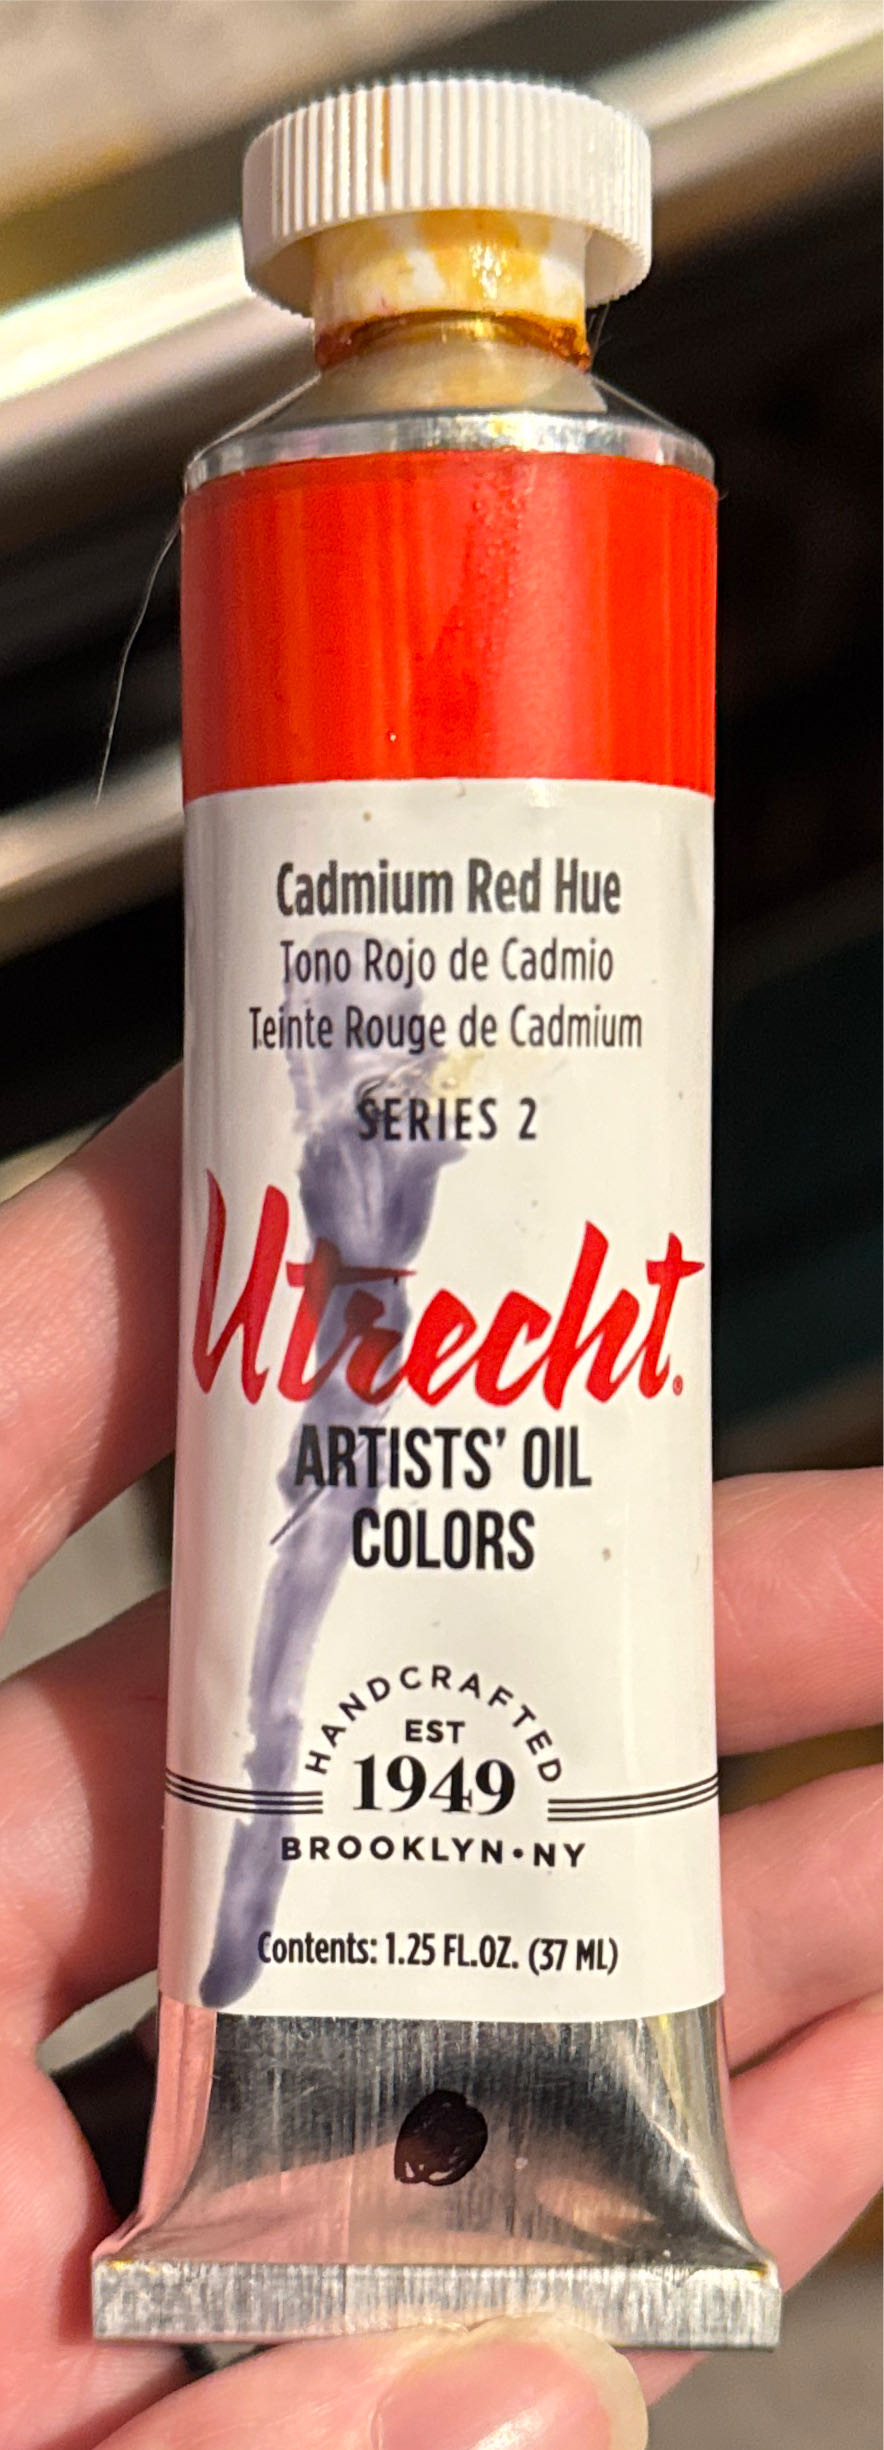 Cadmium Red Hue
Tono Rojo de Cadmio
Teinte Rouge de Cadmium
SERIES 2
Utrecht®
ARTISTS' OIL
COLORS
HANDCRAFTED
EST
1949
BROOKLYN•NY
Contents: 1.25 FL.OZ. (37 ML)